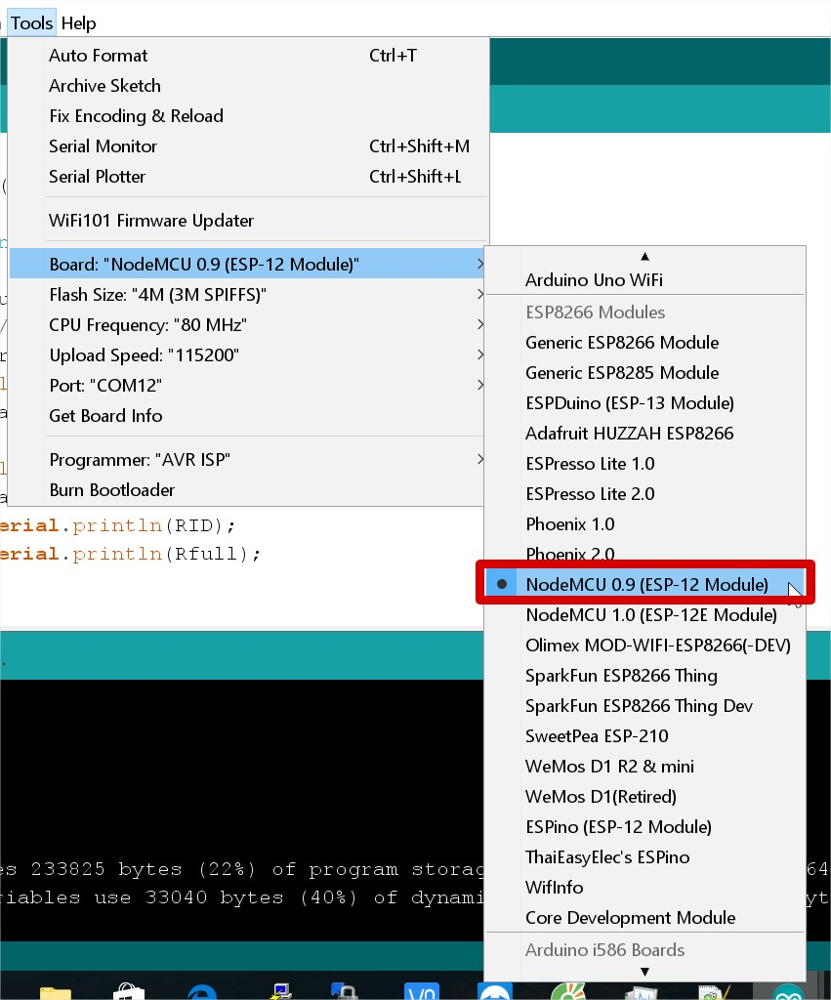 Tools Help
Auto Format Ctrl+T
Archive Sketch
Fix Encoding & Reload
Serial Monitor Ctrl+Shift+M
Serial Plotter Ctrl+Shift+L
WiFi101 Firmware Updater
Board: "NodeMCU 0.9 (ESP-12 Module)"
Flash Size: "4M (3M SPIFFS)"
CPU Frequency: "80 MHz"
Upload Speed: "115200"
Port: "COM12"
Get Board Info
Programmer: "AVR ISP"
Burn Bootloader
erial.println(RID);
erial.println(Rfull);
Arduino Uno WiFi
ESP8266 Modules
Generic ESP8266 Module
Generic ESP8285 Module
ESPDuino (ESP-13 Module)
Adafruit HUZZAH ESP8266
ESPresso Lite 1.0
ESPresso Lite 2.0
Phoenix 1.0
Phoenix 2.0
NodeMCU 0.9 (ESP-12 Module)
NodeMCU 1.0 (ESP-12E Module)
Olimex MOD-WIFI-ESP8266(-DEV)
SparkFun ESP8266 Thing
SparkFun ESP8266 Thing Dev
SweetPea ESP-210
WeMos D1 R2 & mini
WeMos D1(Retired)
ESPino (ESP-12 Module)
ThaiEasyElec's ESPino
WifInfo
Core Development Module
Arduino i586 Boards
es 233825 bytes (22%) of program storag 64
riables use 33040 bytes (40%) of dynami yt